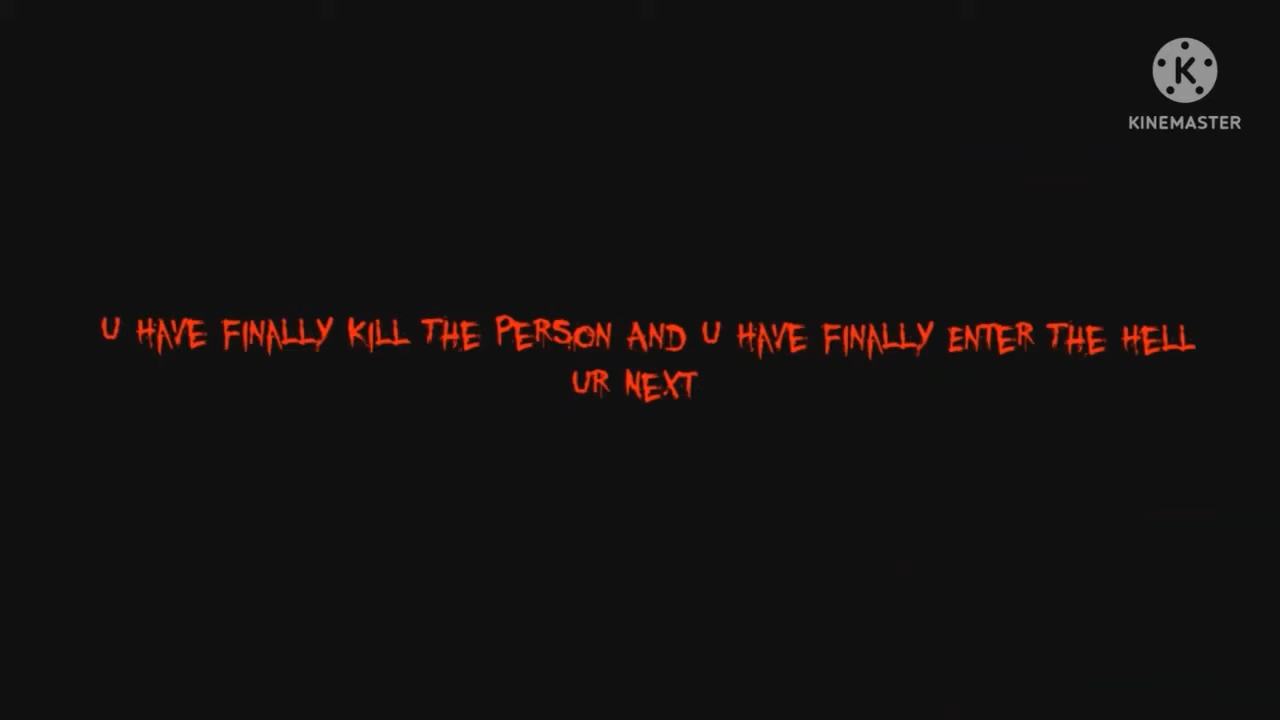 KINEMASTER
U HAVE FINALLY KILL THE PERSON AND U HAVE FINALLY ENTER THE HELL
UR NEXT